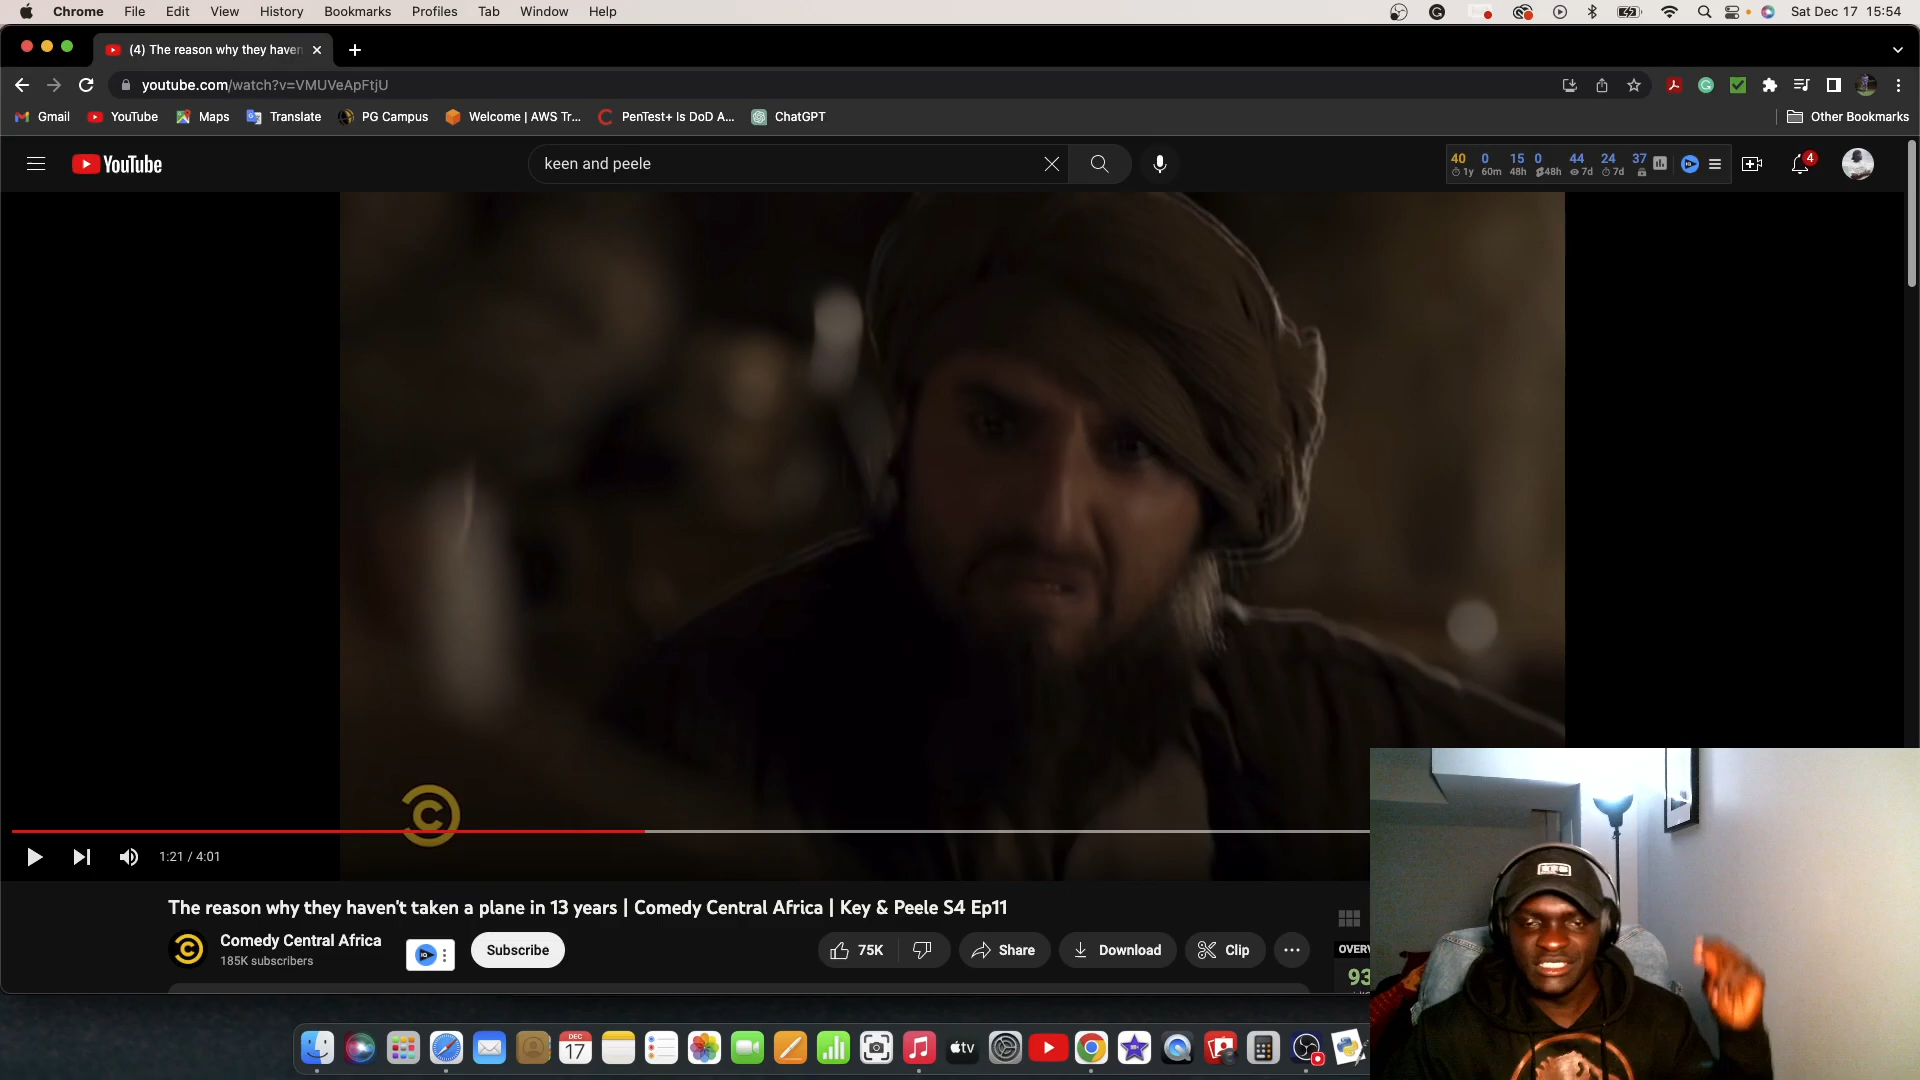 Chrome File Edit View History Bookmarks Profiles Tab Window Help Sat Dec 17 15:54
(4) The reason why they haven
youtube.com/watch?v=VMUVeApFtjU
Gmail YouTube Maps Translate PG Campus Welcome | AWS Tr... PenTest+ Is DoD A... ChatGPT Other Bookmarks
YouTube keen and peele 40 0 15 0 44 24 37 4
1y 60m 48h 48h 7d 7d
1:21 / 4:01
The reason why they haven't taken a plane in 13 years | Comedy Central Africa | Key & Peele S4 Ep11
Comedy Central Africa
185K subscribers
Subscribe 75K Share Download Clip
OVERV
93
DEC
17
tv